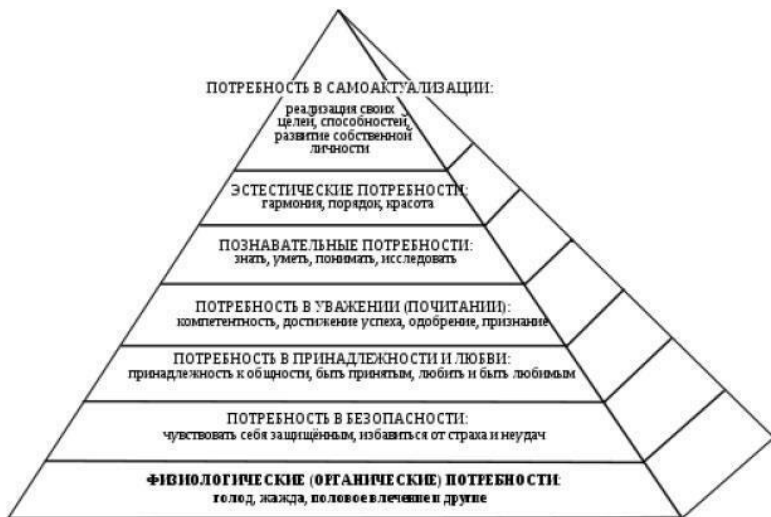 ПОТРЕБНОСТЬ В САМОАКТУАЛИЗАЦИИ:
реализация своих
целей, способностей,
развитие собственной
личности
ЭСТЕСТИЧЕСКИЕ ПОТРЕБНОСТИ:
гармония, порядок, красота
ПОЗНАВАТЕЛЬНЫЕ ПОТРЕБНОСТИ:
знать, уметь, понимать, исследовать
ПОТРЕБНОСТЬ В УВАЖЕНИИ (ПОЧИТАНИИ):
компетентность, достижение успеха, одобрение, признание
ПОТРЕБНОСТЬ В ПРИНАДЛЕЖНОСТИ И ЛЮБВИ:
принадлежность к общности, быть принятым, любить и быть любимым
ПОТРЕБНОСТЬ В БЕЗОПАСНОСТИ:
чувствовать себя защищённым, избавиться от страха и неудач
ФИЗИОЛОГИЧЕСКИЕ (ОРГАНИЧЕСКИЕ) ПОТРЕБНОСТИ:
голод, жажда, половое влечение и другие